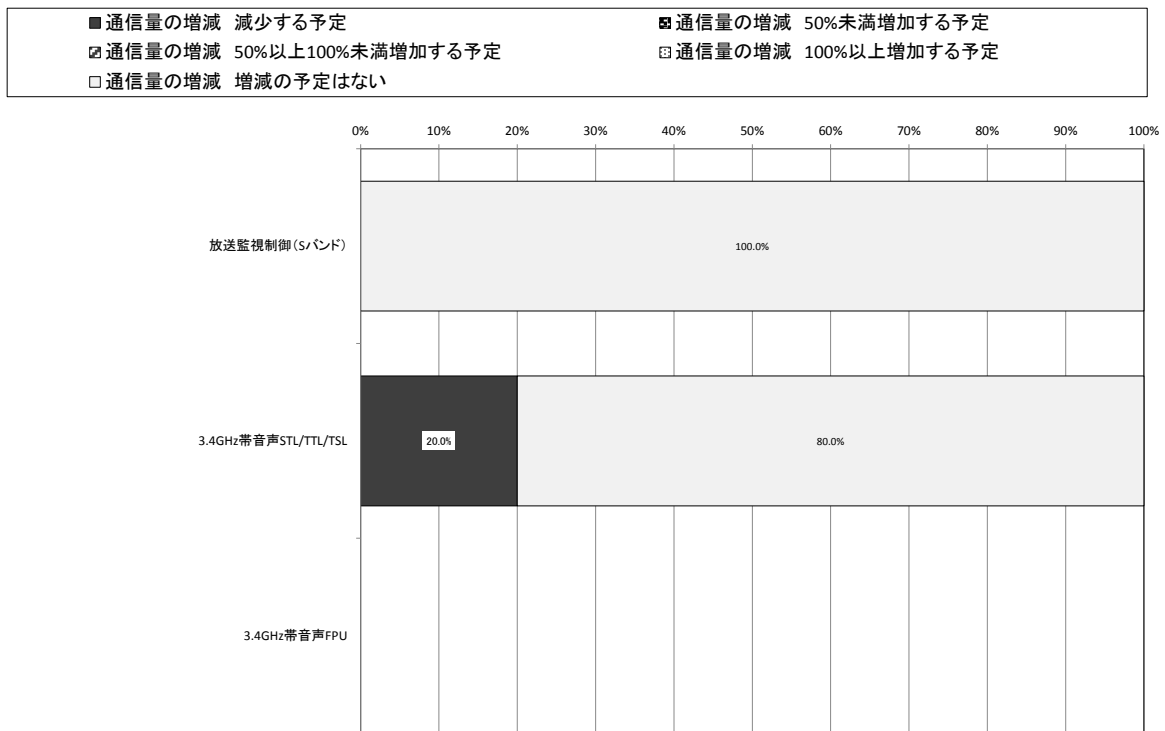 通信量の増減　減少する予定
通信量の増減　50%未満増加する予定
通信量の増減　50%以上100%未満増加する予定
通信量の増減　100%以上増加する予定
通信量の増減　増減の予定はない
0% 10% 20% 30% 40% 50% 60% 70% 80% 90% 100%
放送監視制御（Sバンド）
100.0%
3.4GHz帯音声STL/TTL/TSL
20.0%
80.0%
3.4GHz帯音声FPU